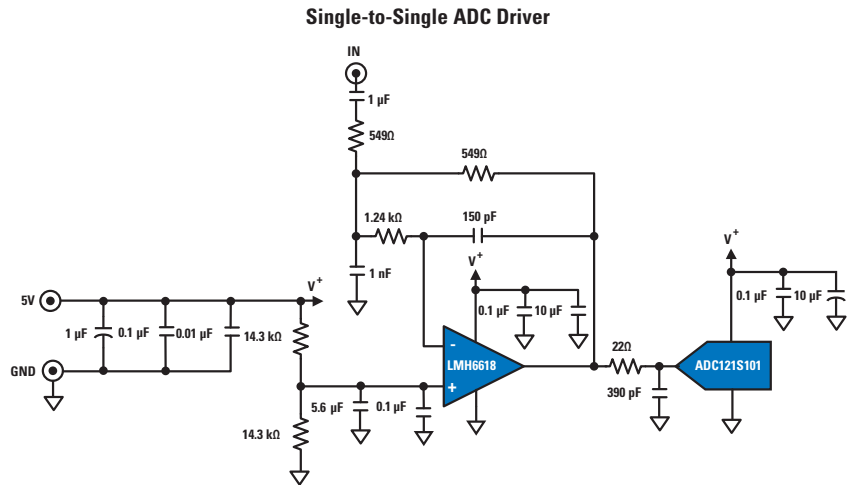 Single-to-Single ADC Driver
IN
1 µF
549Ω
549Ω
1.24 kΩ
150 pF
1 nF
V+
V+
V+
5V
GND
1 µF
0.1 µF
0.01 µF
14.3 kΩ
14.3 kΩ
5.6 µF
0.1 µF
0.1 µF
10 µF
-
+
LMH6618
22Ω
390 pF
0.1 µF
10 µF
ADC121S101